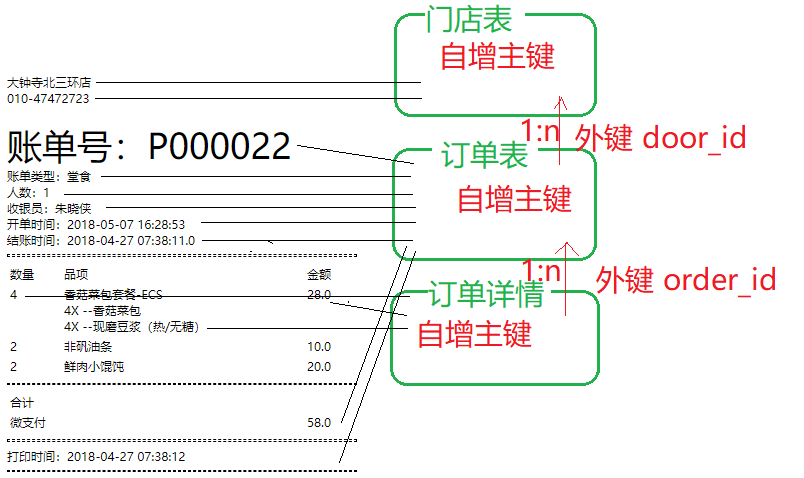 门店表
自增主键
大钟寺北三环店
010-47472723
1:n 外键 door_id
账单号：P000022
订单表
账单类型：堂食
人数：1
自增主键
收银员：朱晓侠
开单时间：2018-05-07 16:28:53
结账时间：2018-04-27 07:38:11.0
1:n 外键 order_id
数量 品项 金额
4 香菇菜包套餐-ECS 28.0
订单详情
4X --香菇菜包
4X --现磨豆浆（热/无糖）
自增主键
2 非矾油条 10.0
2 鲜肉小馄饨 20.0
合计
微支付 58.0
打印时间：2018-04-27 07:38:12